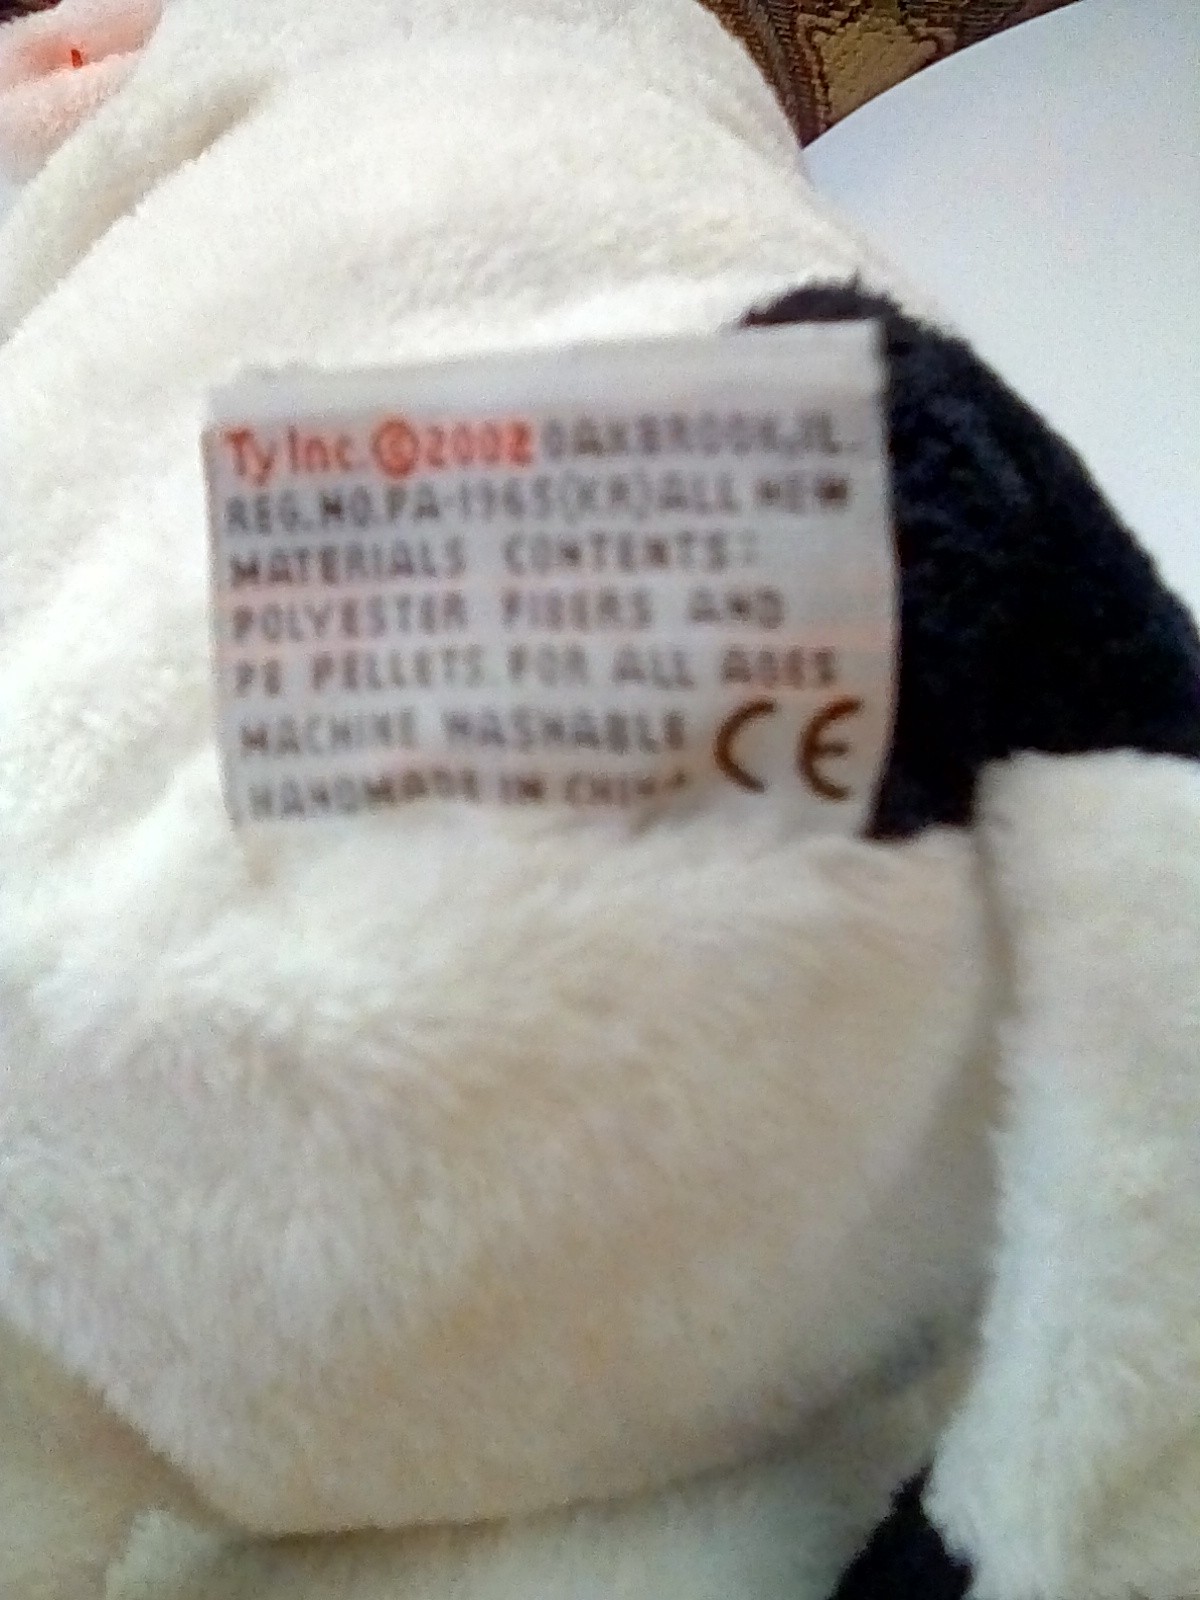 Ty Inc. ©2002 OAKBROOK,IL.
REG.NO.PA-1965(KR)ALL NEW
MATERIALS CONTENTS:
POLYESTER FIBERS AND
PE PELLETS. FOR ALL AGES
MACHINE WASHABLE CE
HANDMADE IN CHINA